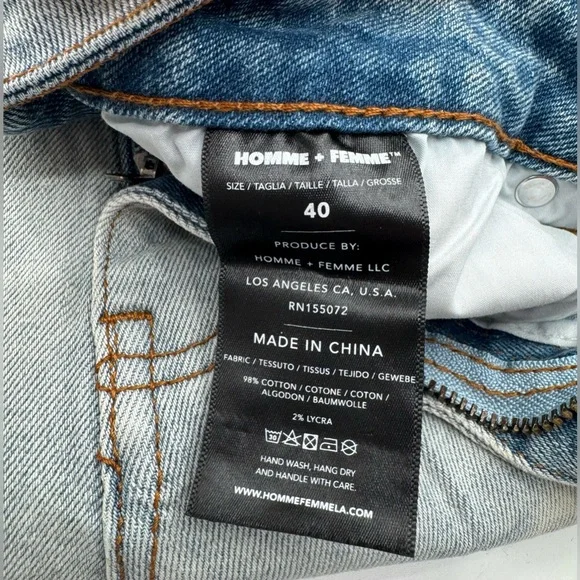 HOMME + FEMME™
SIZE / TAGLIA / TAILLE / TALLA / GROSSE
40
PRODUCE BY:
HOMME + FEMME LLC
LOS ANGELES CA, U.S.A.
RN155072
MADE IN CHINA
FABRIC / TESSUTO / TISSUS / TEJIDO / GEWEBE
98% COTTON / COTONE / COTON /
ALGODON / BAUMWOLLE
2% LYCRA
30
HAND WASH, HANG DRY
AND HANDLE WITH CARE.
WWW.HOMMEFEMMELA.COM